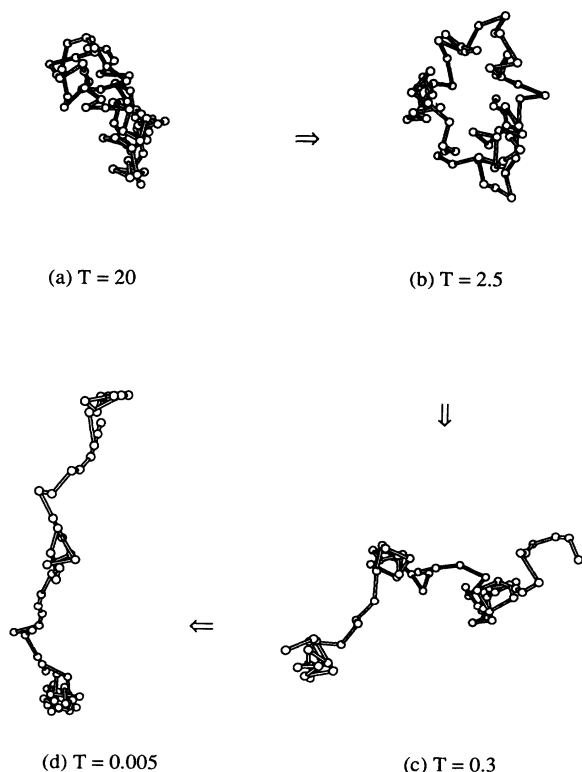 (a) T = 20
(b) T = 2.5
(d) T = 0.005
(c) T = 0.3